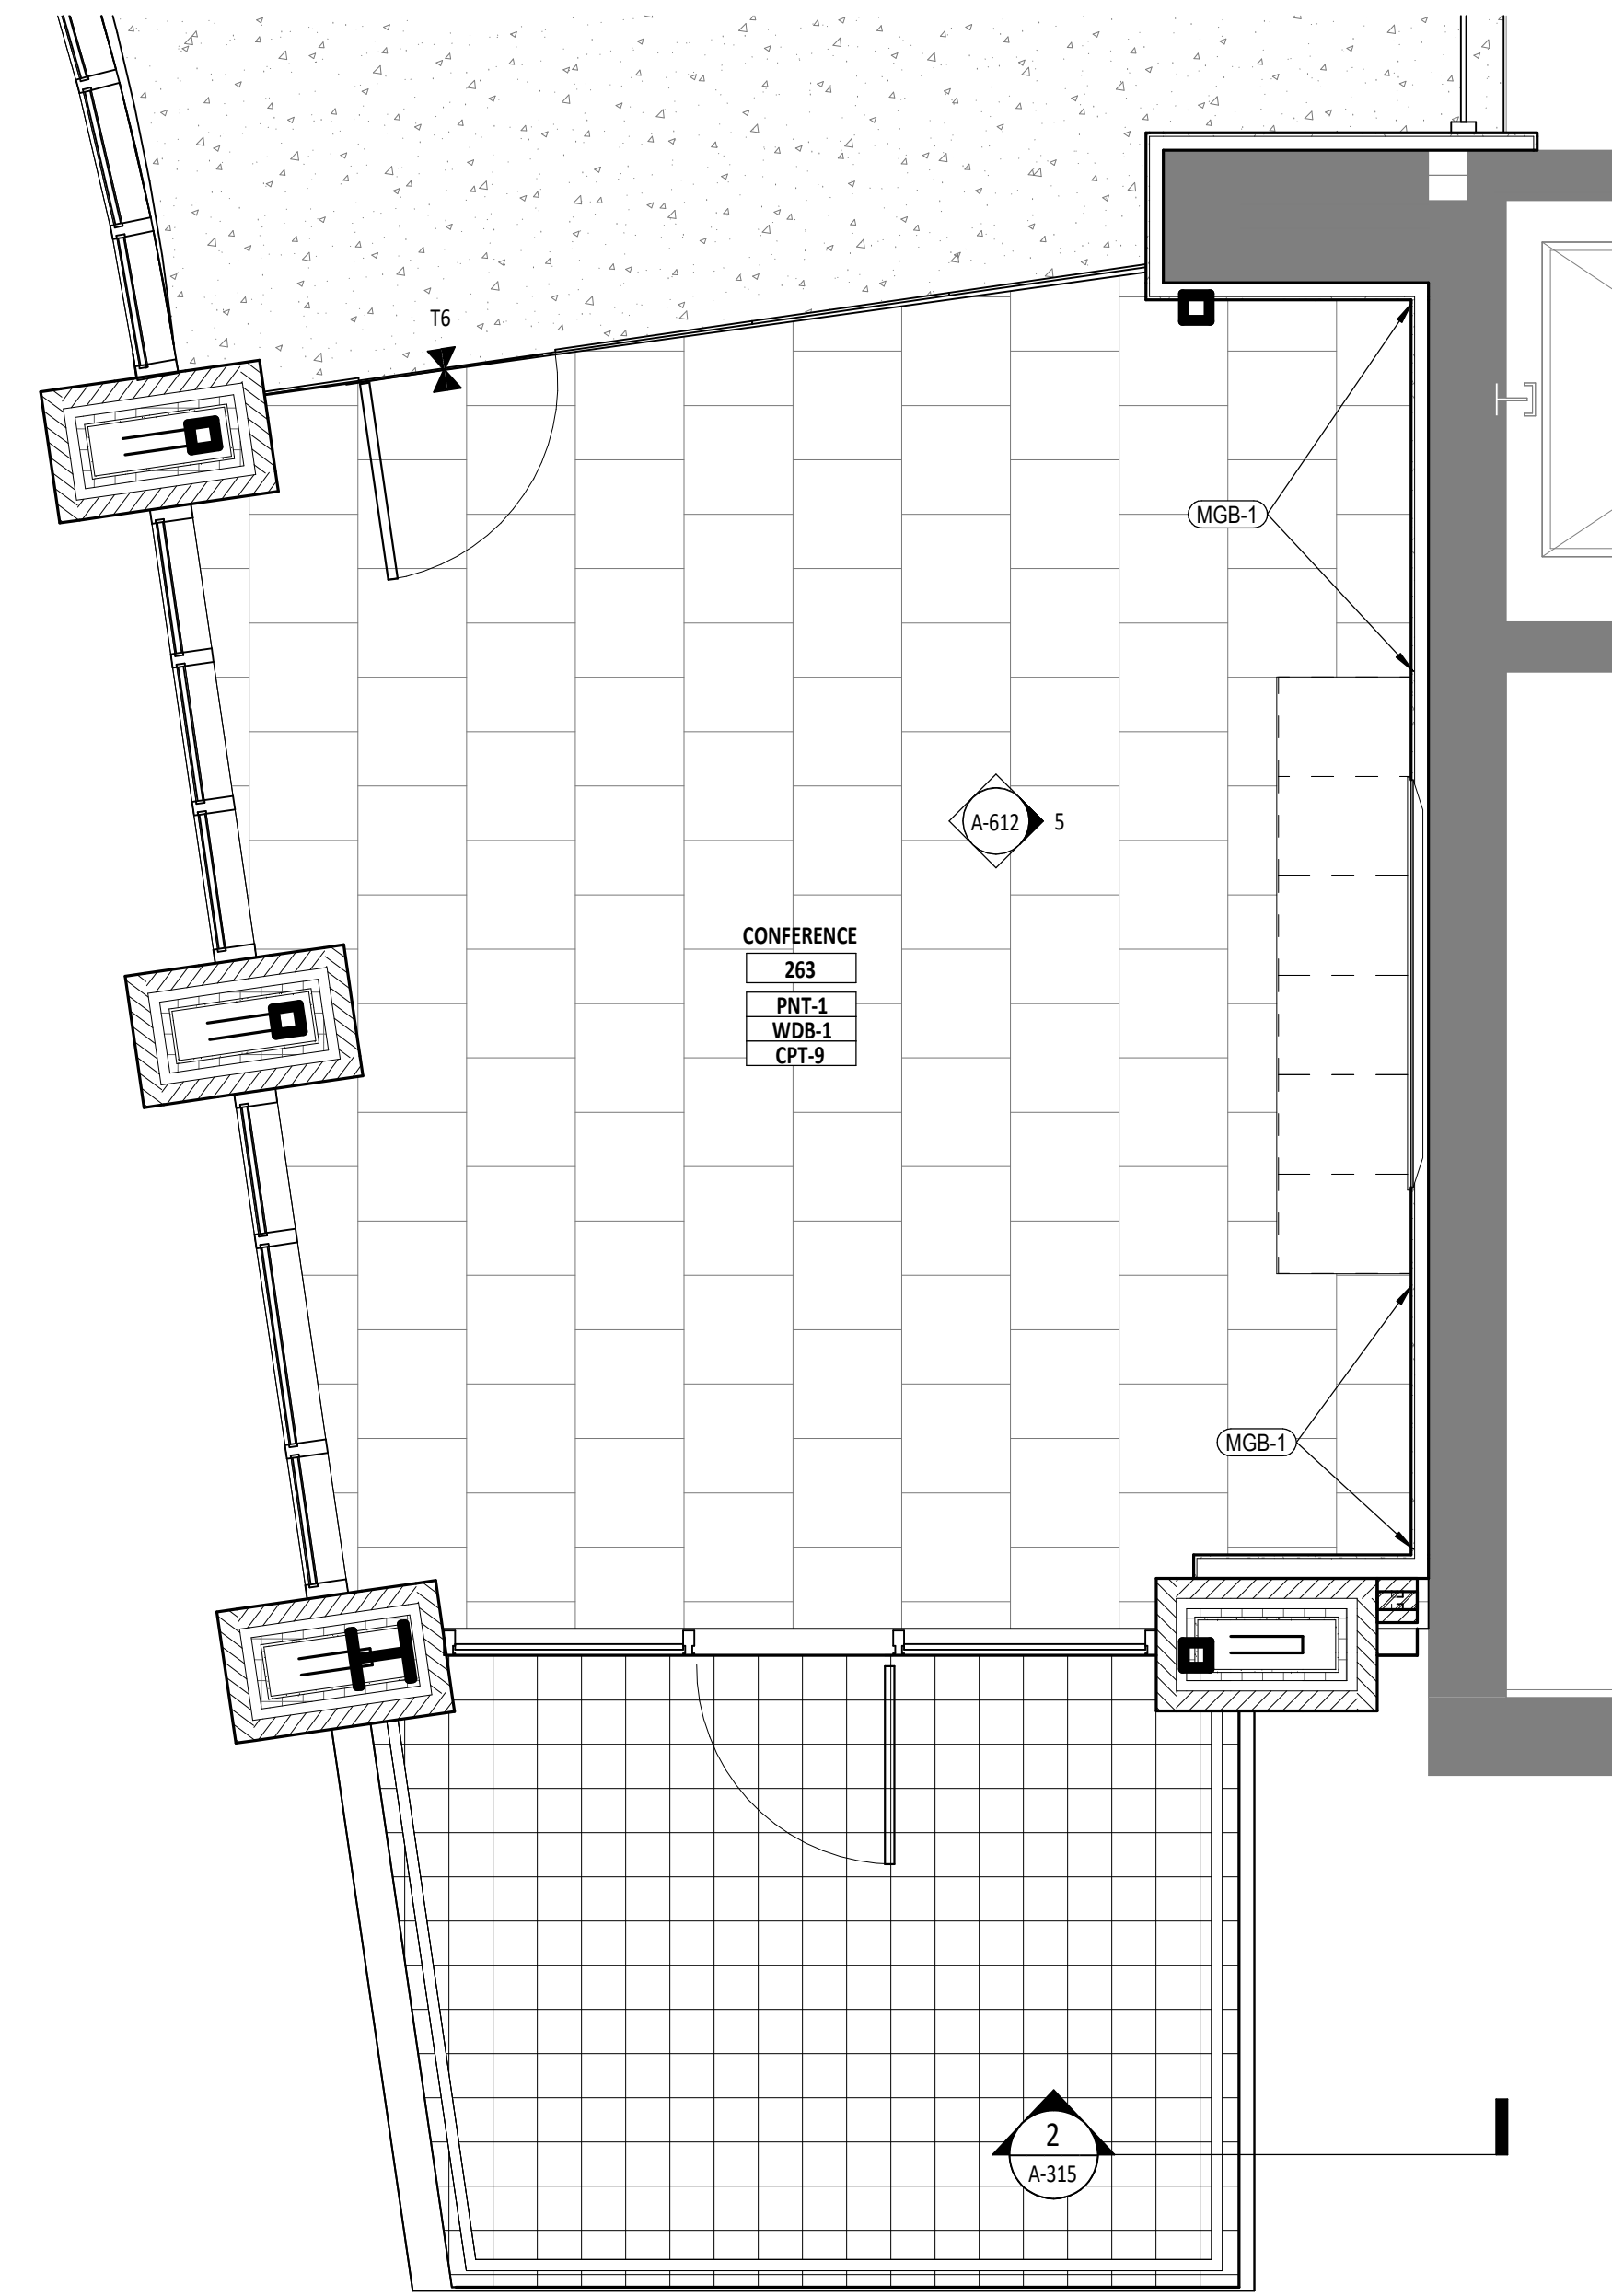 T6
MGB-1
A-612 5
CONFERENCE
263
PNT-1
WDB-1
CPT-9
MGB-1
2
A-315